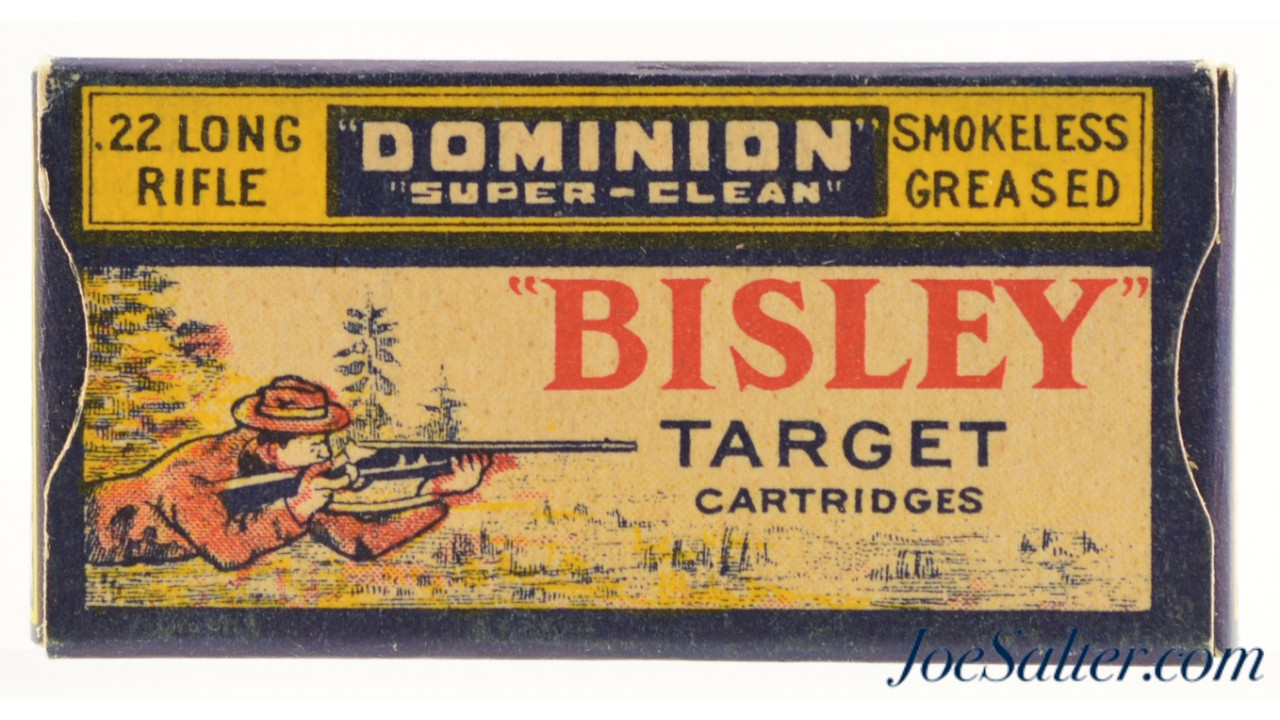 .22 LONG
RIFLE
"DOMINION"
"SUPER-CLEAN"
SMOKELESS
GREASED
"BISLEY"
TARGET
CARTRIDGES
JoeSalter.com